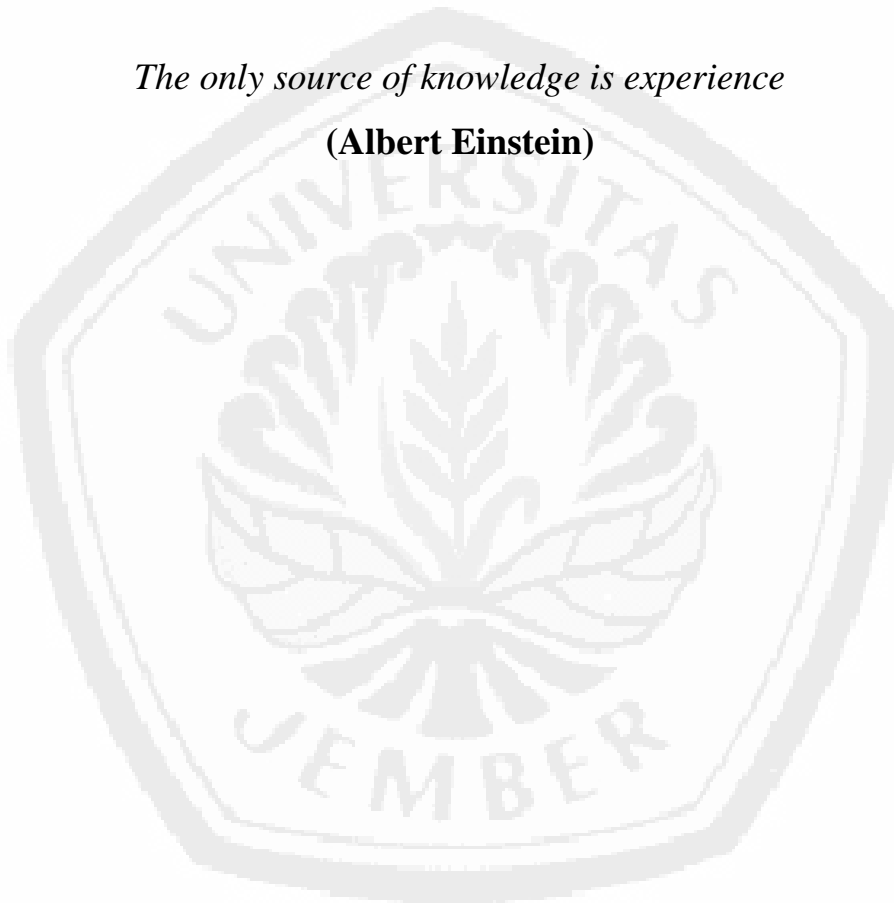 The only source of knowledge is experience
(Albert Einstein)
UNIVERSITAS
JEMBER